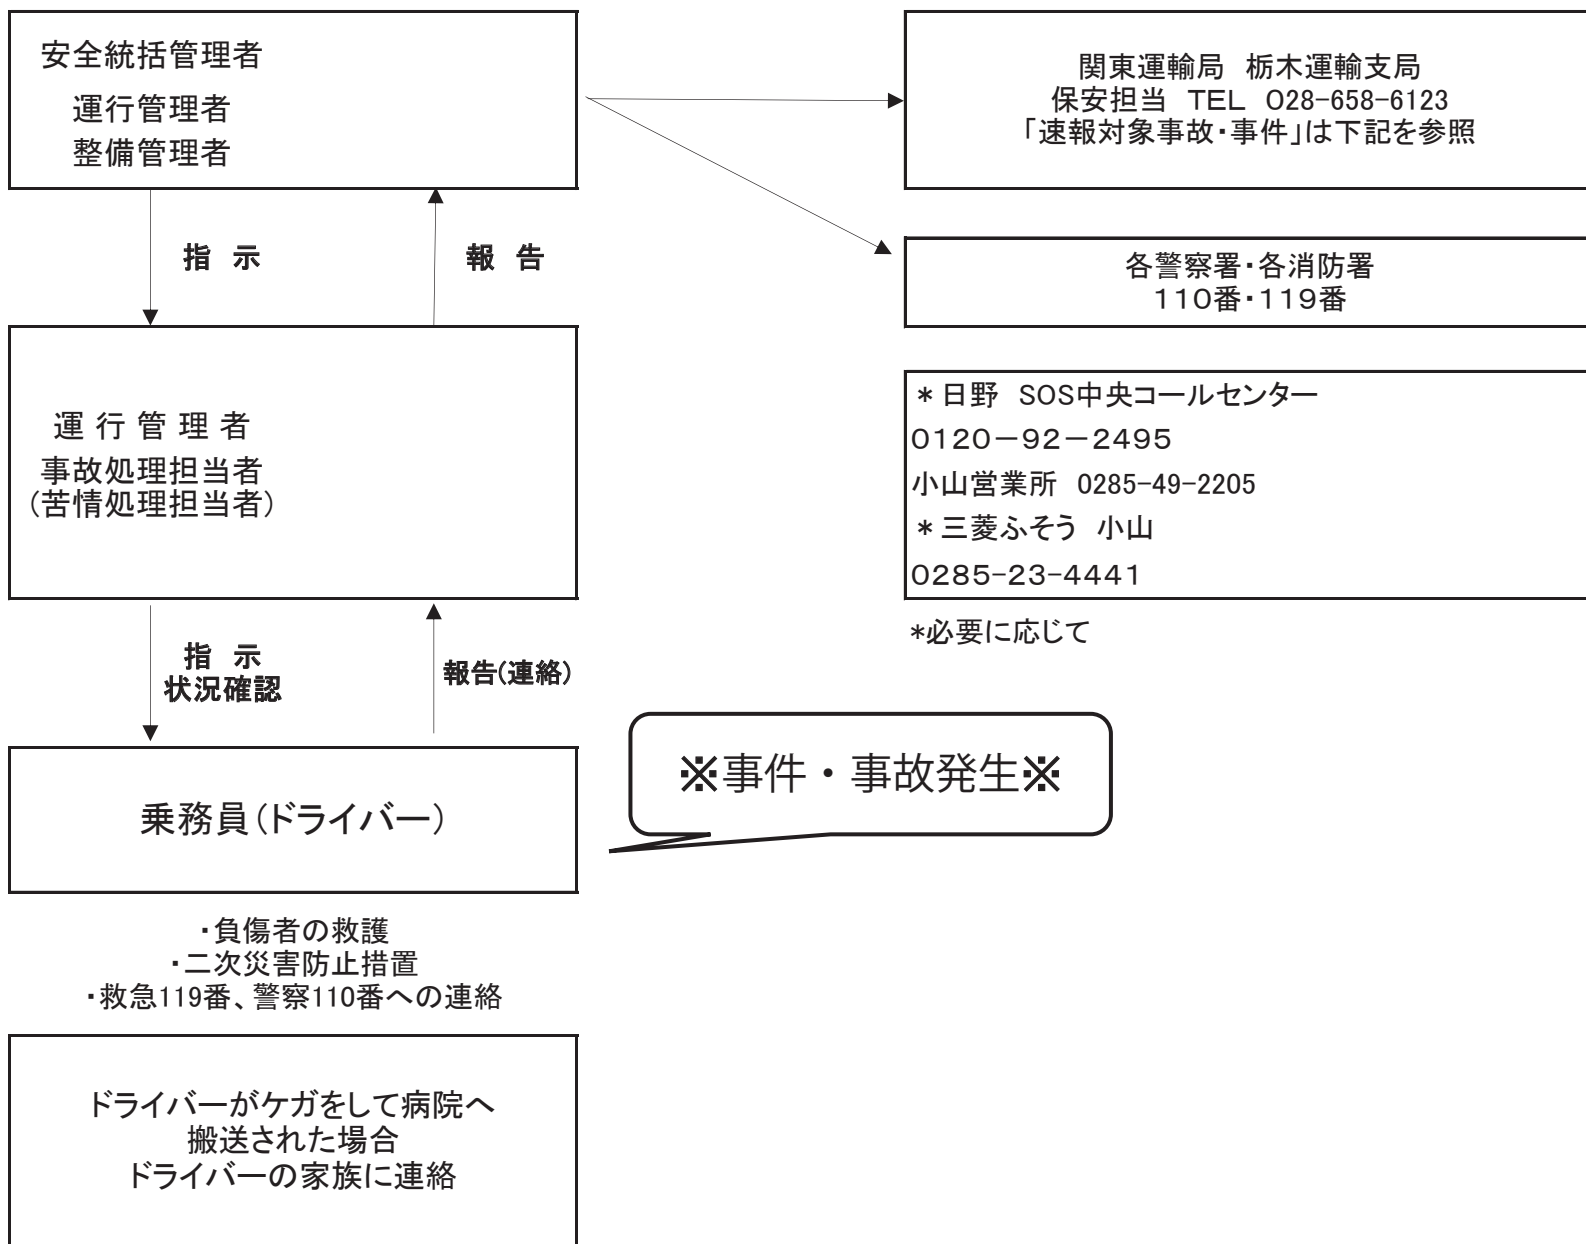 安全統括管理者
運行管理者
整備管理者
関東運輸局　栃木運輸支局
保安担当　TEL　028-658-6123
「速報対象事故・事件」は下記を参照
指　示
報　告
各警察署・各消防署
110番・119番
運 行 管 理 者
事故処理担当者
(苦情処理担当者)
＊日野　SOS中央コールセンター
0120－92－2495
小山営業所　0285-49-2205
＊三菱ふそう　小山
0285-23-4441
*必要に応じて
指　示
状況確認
報告(連絡)
※事件・事故発生※
乗務員(ドライバー)
・負傷者の救護
・二次災害防止措置
・救急119番、警察110番への連絡
ドライバーがケガをして病院へ
搬送された場合
ドライバーの家族に連絡